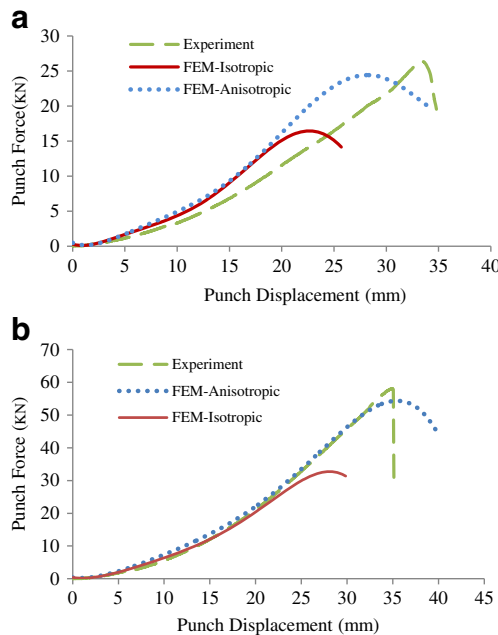 a
30
25
20
15
10
5
0
Punch Force(KN)
Experiment
FEM-Isotropic
FEM-Anisotropic
0 5 10 15 20 25 30 35 40
Punch Displacement (mm)
b
70
60
50
40
30
20
10
0
Punch Force (KN)
Experiment
FEM-Anisotropic
FEM-Isotropic
0 5 10 15 20 25 30 35 40 45
Punch Displacement (mm)